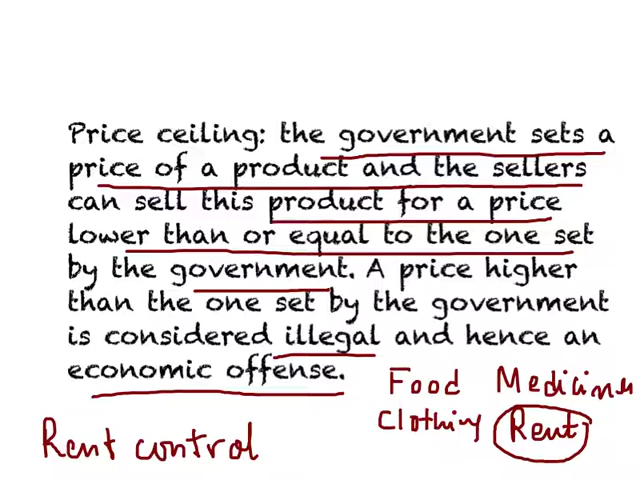 Price ceiling: the government sets a
price of a product and the sellers
can sell this product for a price
lower than or equal to the one set
by the government. A price higher
than the one set by the government
is considered illegal and hence an
economic offense.
Food Medicines
Clothing Rent
Rent control